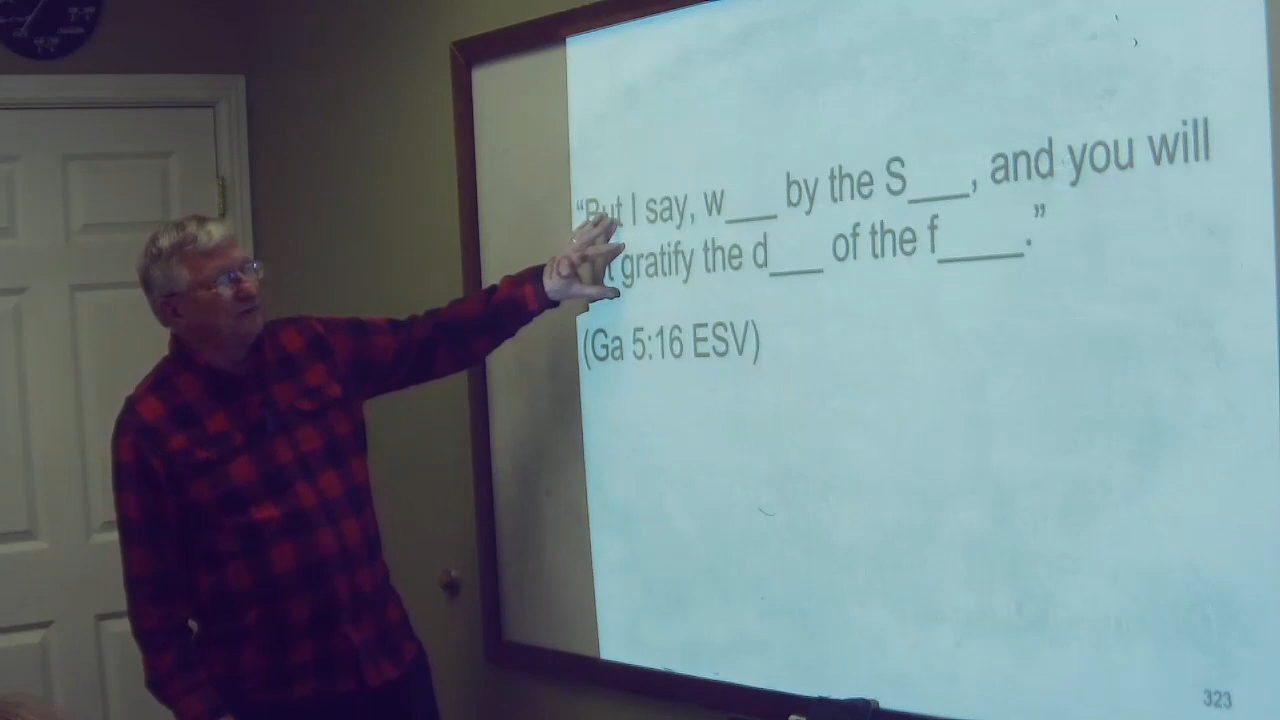 “But I say, w___ by the S___, and you will
gratify the d___ of the f____.”
(Ga 5:16 ESV)
323